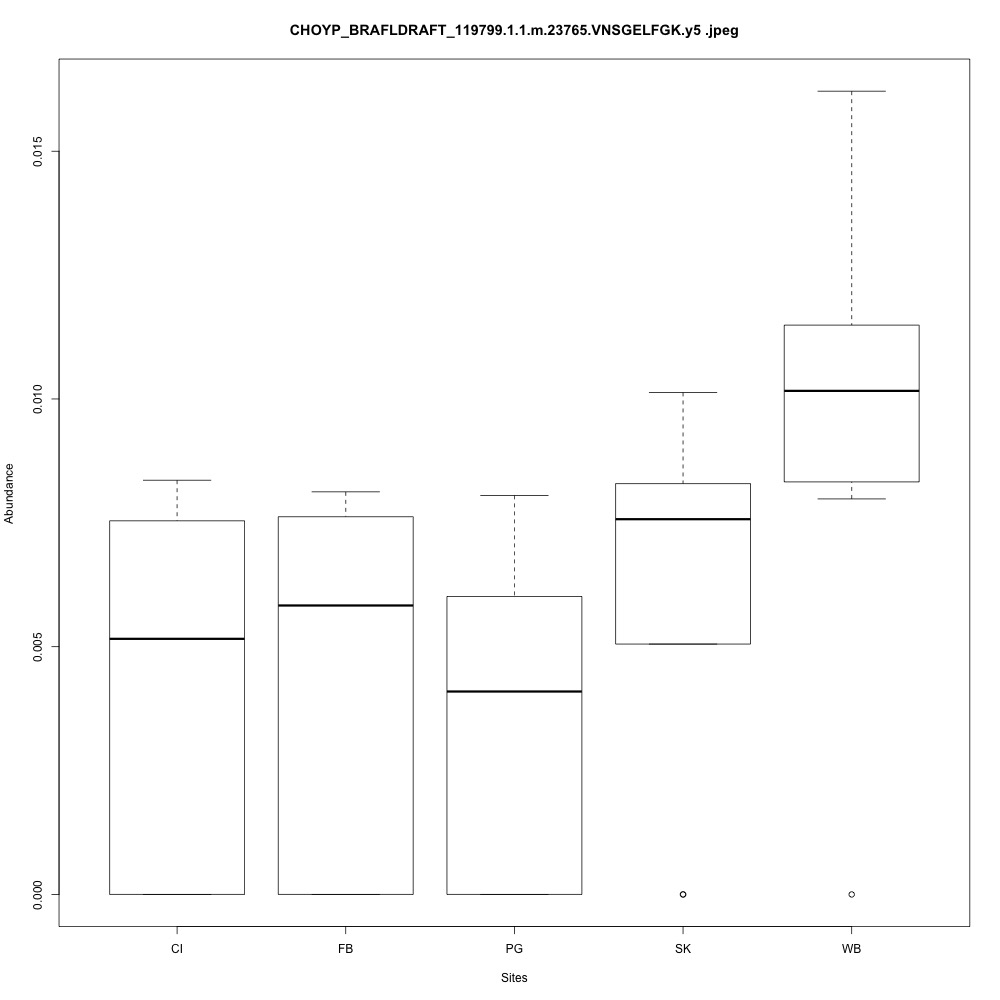 CHOYP_BRAFLDRAFT_119799.1.1.m.23765.VNSGELFGK.y5 .jpeg
0.015
0.010
0.005
0.000
Abundance
CI FB PG SK WB
Sites